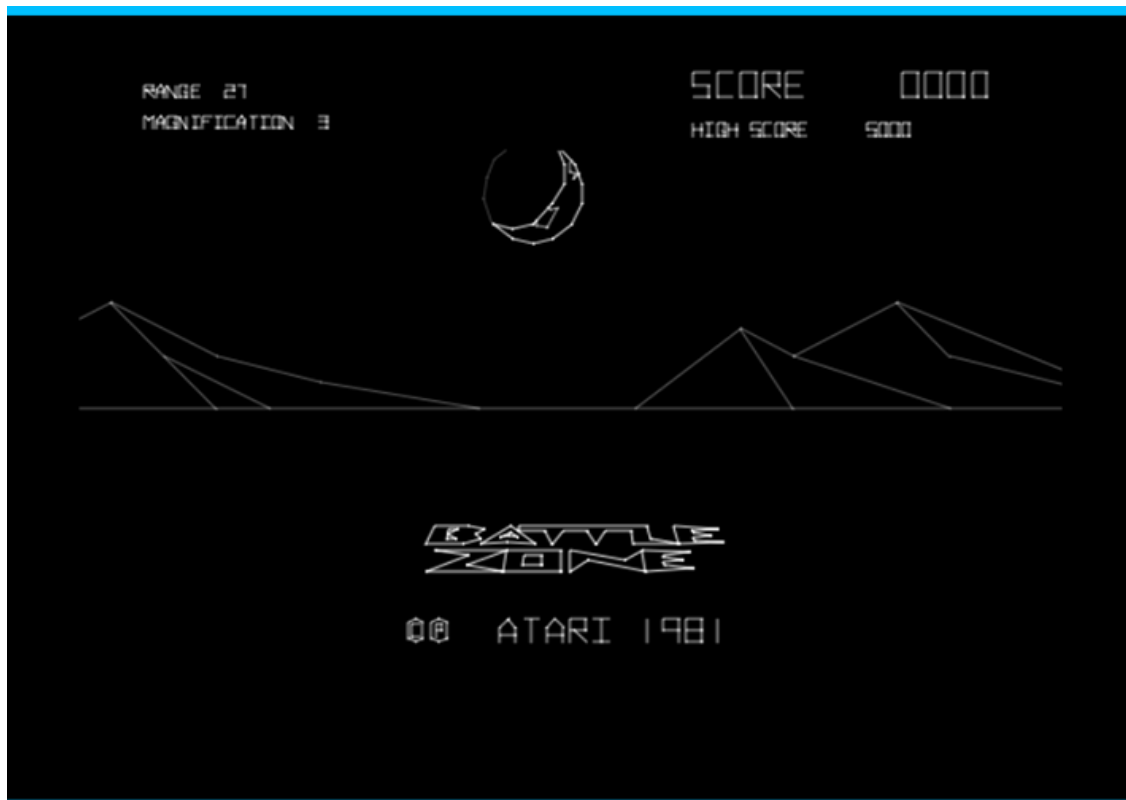 RANGE 27
MAGNIFICATION 3
SCORE 0000
HIGH SCORE 5000
BATTLE
ZONE
©℗ ATARI 1981